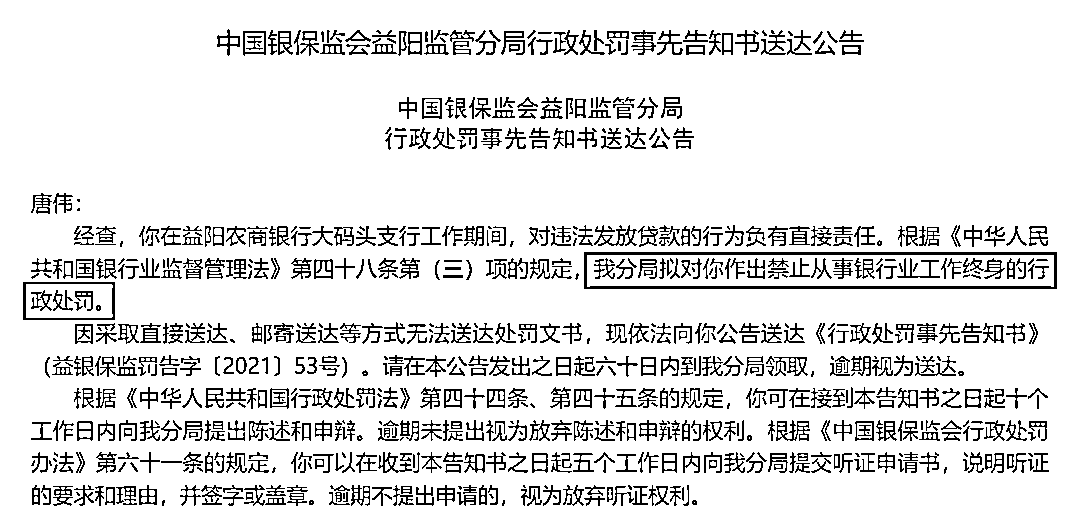 中国银保监会益阳监管分局行政处罚事先告知书送达公告
中国银保监会益阳监管分局
行政处罚事先告知书送达公告
唐伟：
经查，你在益阳农商银行大码头支行工作期间，对违法发放贷款的行为负有直接责任。根据《中华人民
共和国银行业监督管理法》第四十八条第（三）项的规定，我分局拟对你作出禁止从事银行业工作终身的行
政处罚。
因采取直接送达、邮寄送达等方式无法送达处罚文书，现依法向你公告送达《行政处罚事先告知书》
（益银保监罚告字〔2021〕53号）。请在本公告发出之日起六十日内到我分局领取，逾期视为送达。
根据《中华人民共和国行政处罚法》第四十四条、第四十五条的规定，你可在接到本告知书之日起十个
工作日内向我分局提出陈述和申辩。逾期未提出视为放弃陈述和申辩的权利。根据《中国银保监会行政处罚
办法》第六十一条的规定，你可以在收到本告知书之日起五个工作日内向我分局提交听证申请书，说明听证
的要求和理由，并签字或盖章。逾期不提出申请的，视为放弃听证权利。